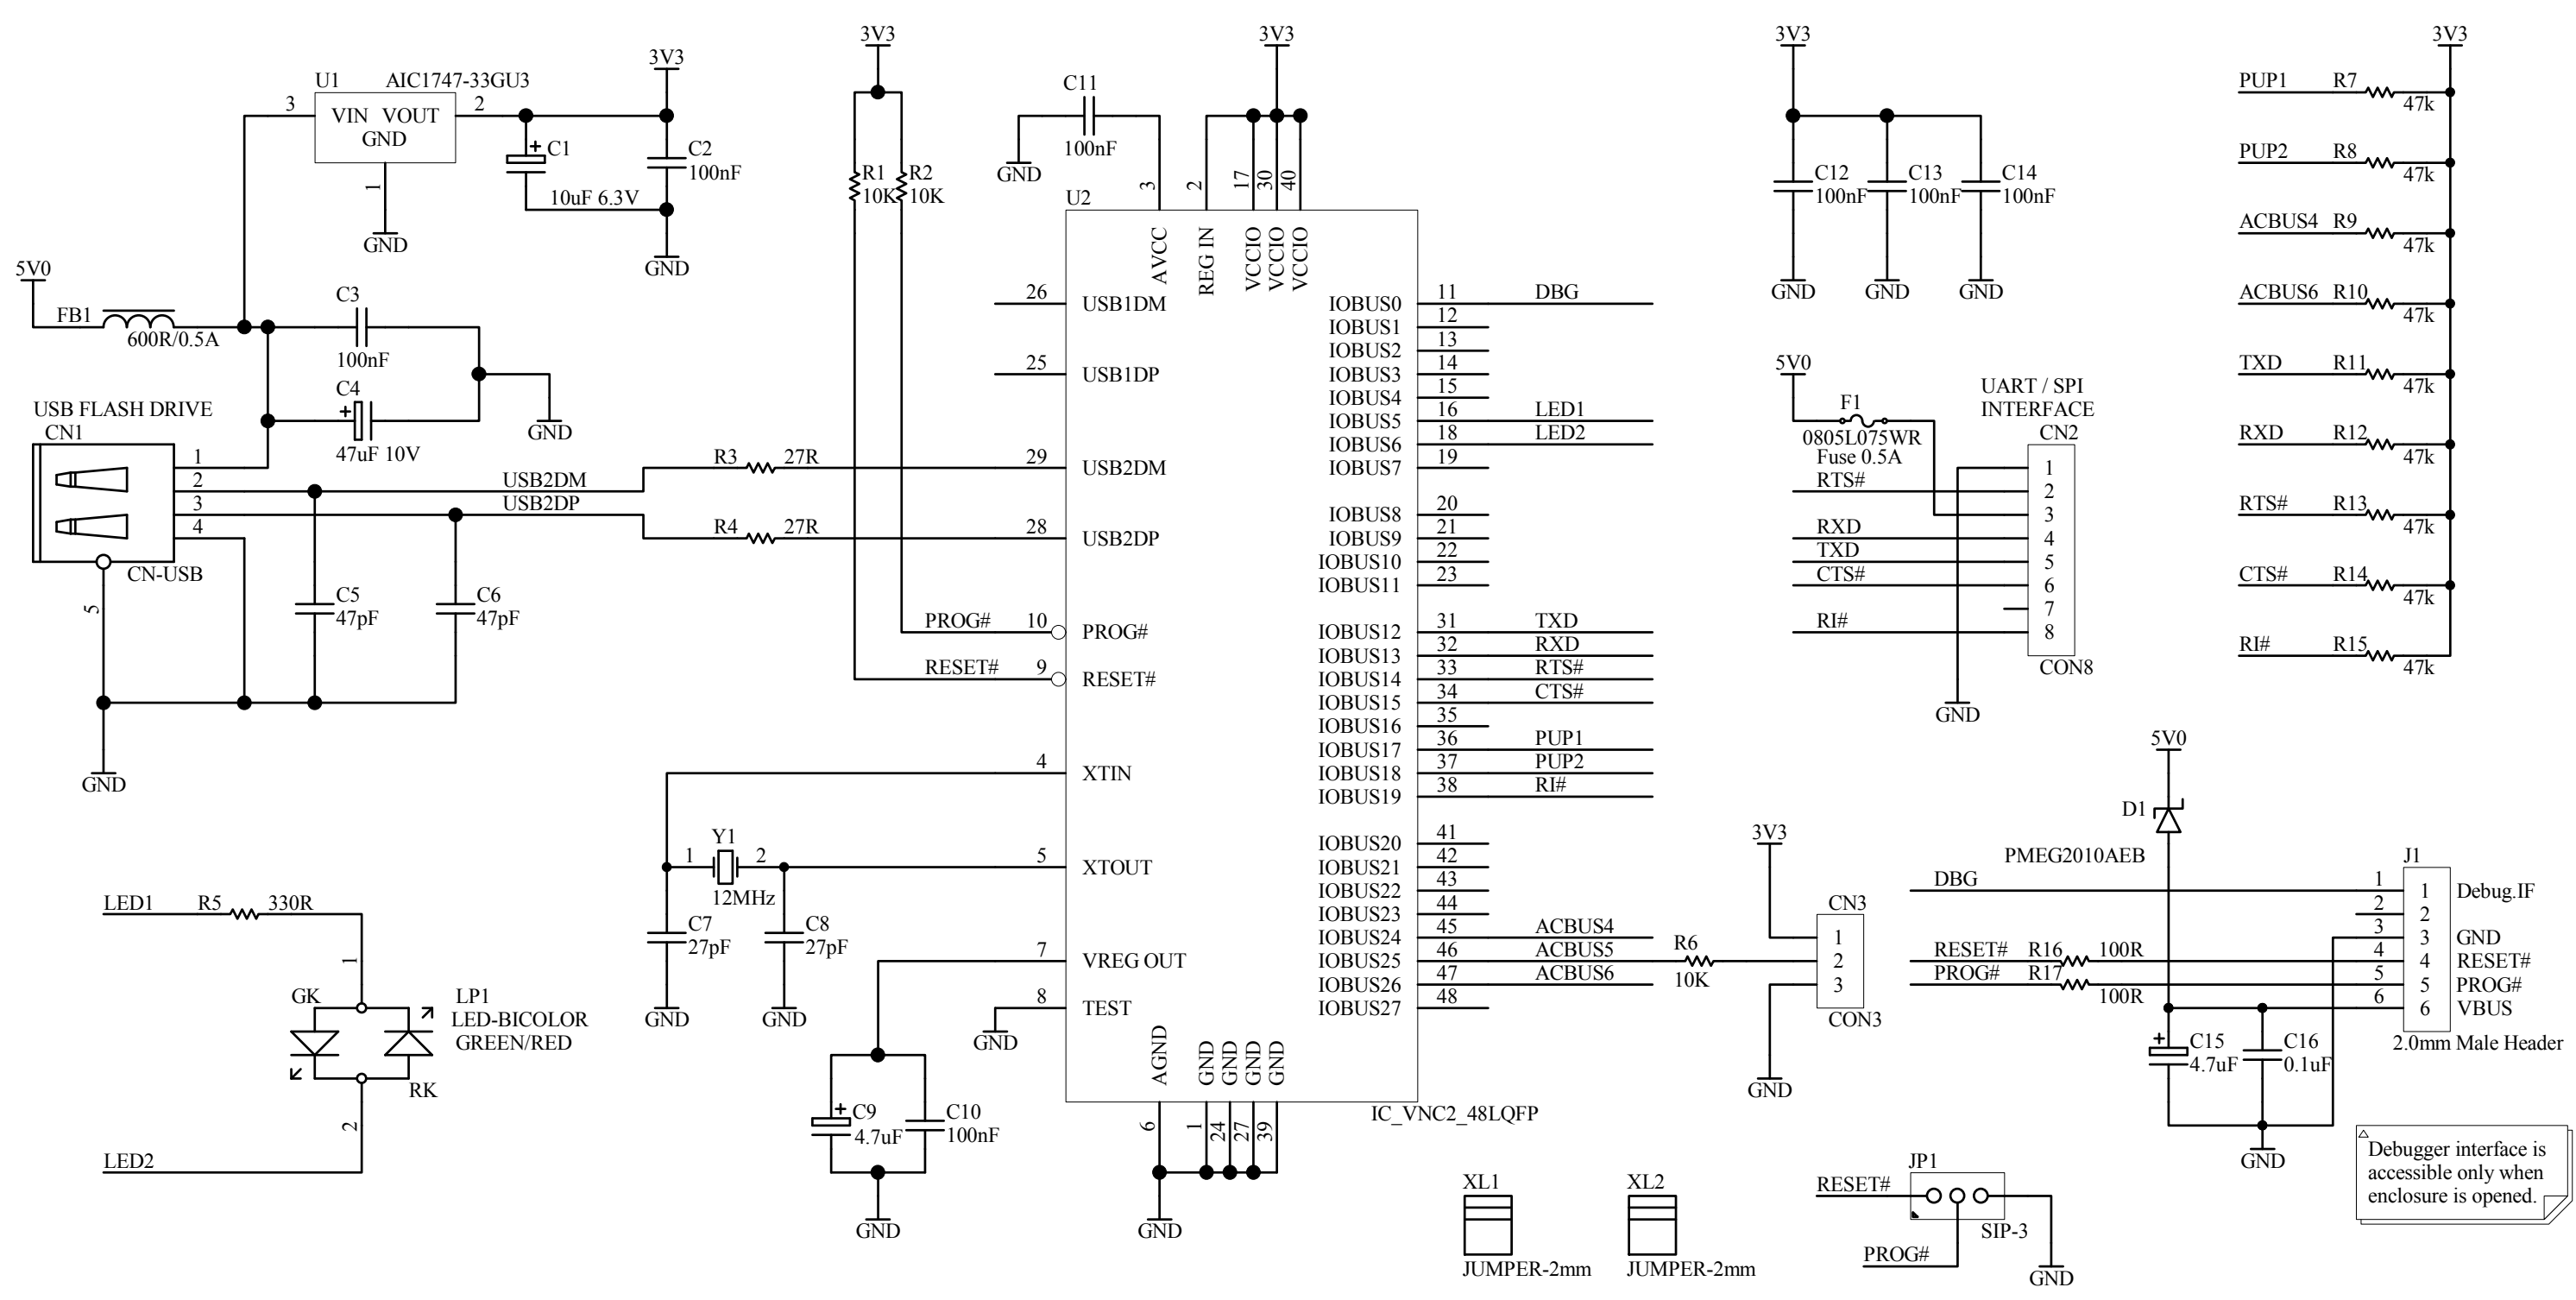 3V3
U1 AIC1747-33GU3
3 VIN VOUT 2
GND
1
GND
C1
10uF 6.3V
C2
100nF
GND
5V0
FB1
600R/0.5A
C3
100nF
C4
47uF 10V
GND
USB FLASH DRIVE
CN1
1
2
3
4
CN-USB
5
USB2DM
USB2DP
R3 27R
R4 27R
C5
47pF
C6
47pF
GND
3V3
R1
10K
R2
10K
PROG#
RESET#
LED1 R5 330R
1
GK
LP1
LED-BICOLOR
GREEN/RED
RK
2
LED2
Y1
1 2
12MHz
C7
27pF
C8
27pF
GND
GND
C9
4.7uF
C10
100nF
GND
C11
100nF
GND
3V3
U2
3 AVCC
2 REG IN
17 VCCIO
30 VCCIO
40 VCCIO
26 USB1DM
25 USB1DP
29 USB2DM
28 USB2DP
10 PROG#
9 RESET#
4 XTIN
5 XTOUT
7 VREG OUT
8 TEST
GND
AGND 6
GND 1
GND 24
GND 27
GND 39
GND
IC_VNC2_48LQFP
IOBUS0 11 DBG
IOBUS1 12
IOBUS2 13
IOBUS3 14
IOBUS4 15
IOBUS5 16 LED1
IOBUS6 18 LED2
IOBUS7 19
IOBUS8 20
IOBUS9 21
IOBUS10 22
IOBUS11 23
IOBUS12 31 TXD
IOBUS13 32 RXD
IOBUS14 33 RTS#
IOBUS15 34 CTS#
IOBUS16 35
IOBUS17 36 PUP1
IOBUS18 37 PUP2
IOBUS19 38 RI#
IOBUS20 41
IOBUS21 42
IOBUS22 43
IOBUS23 44
IOBUS24 45 ACBUS4
IOBUS25 46 ACBUS5
IOBUS26 47 ACBUS6
IOBUS27 48
R6
10K
3V3
CN3
1
2
3
CON3
GND
3V3
C12
100nF
C13
100nF
C14
100nF
GND
GND
GND
5V0
F1
0805L075WR
Fuse 0.5A
UART / SPI
INTERFACE
CN2
1
RTS# 2
3
RXD 4
TXD 5
CTS# 6
7
RI# 8
CON8
GND
3V3
PUP1 R7
47k
PUP2 R8
47k
ACBUS4 R9
47k
ACBUS6 R10
47k
TXD R11
47k
RXD R12
47k
RTS# R13
47k
CTS# R14
47k
RI# R15
47k
5V0
D1
PMEG2010AEB
J1
DBG 1 1 Debug.IF
2 2
3 3 GND
RESET# R16 100R 4 4 RESET#
PROG# R17 5 5 PROG#
100R
6 6 VBUS
2.0mm Male Header
C15
4.7uF
C16
0.1uF
GND
Debugger interface is
accessible only when
enclosure is opened.
XL1
JUMPER-2mm
XL2
JUMPER-2mm
JP1
RESET#
SIP-3
PROG#
GND